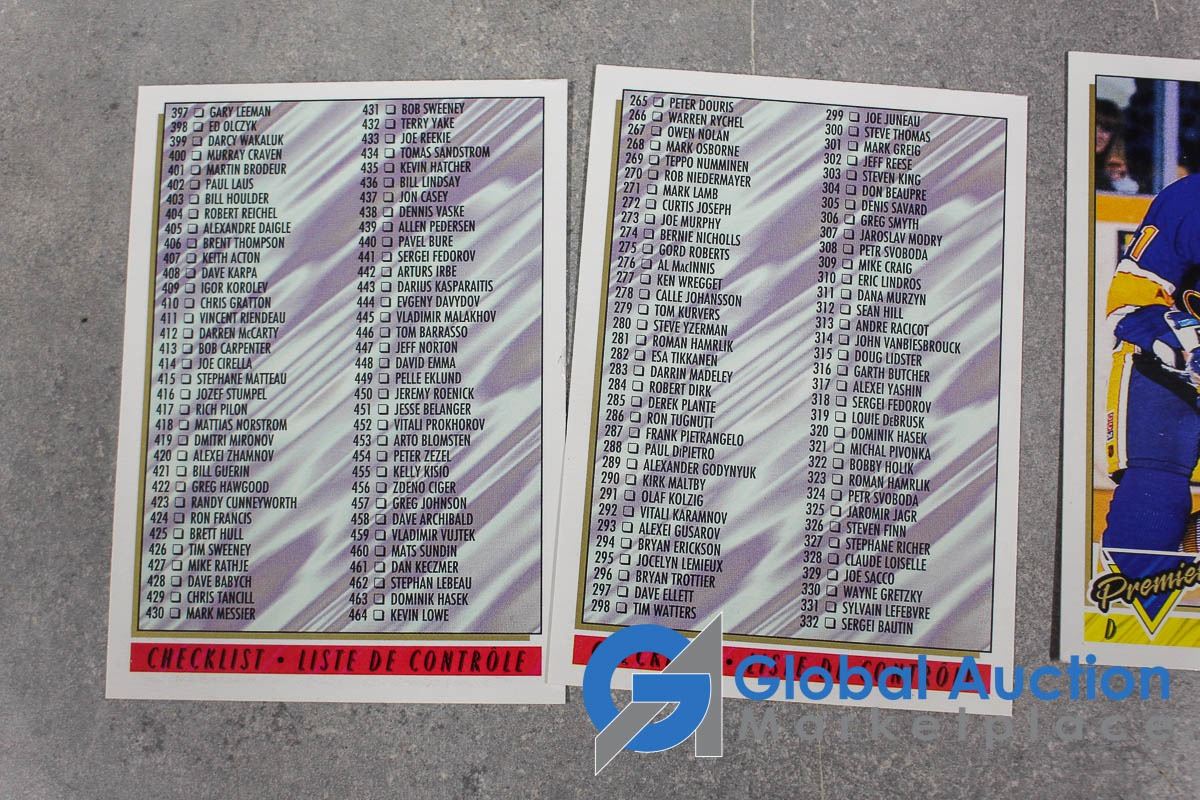 397 ❑ GARY LEEMAN
398 ❑ ED OLCZYK
399 ❑ DARCY WAKALUK
400 ❑ MURRAY CRAVEN
401 ❑ MARTIN BRODEUR
402 ❑ PAUL LAUS
403 ❑ BILL HOULDER
404 ❑ ROBERT REICHEL
405 ❑ ALEXANDRE DAIGLE
406 ❑ BRENT THOMPSON
407 ❑ KEITH ACTON
408 ❑ DAVE KARPA
409 ❑ IGOR KOROLEV
410 ❑ CHRIS GRATTON
411 ❑ VINCENT RIENDEAU
412 ❑ DARREN McCARTY
413 ❑ BOB CARPENTER
414 ❑ JOE CIRELLA
415 ❑ STEPHANE MATTEAU
416 ❑ JOZEF STUMPEL
417 ❑ RICH PILON
418 ❑ MATTIAS NORSTROM
419 ❑ DMITRI MIRONOV
420 ❑ ALEXEI ZHAMNOV
421 ❑ BILL GUERIN
422 ❑ GREG HAWGOOD
423 ❑ RANDY CUNNEYWORTH
424 ❑ RON FRANCIS
425 ❑ BRETT HULL
426 ❑ TIM SWEENEY
427 ❑ MIKE RATHJE
428 ❑ DAVE BABYCH
429 ❑ CHRIS TANCILL
430 ❑ MARK MESSIER
431 ❑ BOB SWEENEY
432 ❑ TERRY YAKE
433 ❑ JOE REEKIE
434 ❑ TOMAS SANDSTROM
435 ❑ KEVIN HATCHER
436 ❑ BILL LINDSAY
437 ❑ JON CASEY
438 ❑ DENNIS VASKE
439 ❑ ALLEN PEDERSEN
440 ❑ PAVEL BURE
441 ❑ SERGEI FEDOROV
442 ❑ ARTURS IRBE
443 ❑ DARIUS KASPARAITIS
444 ❑ EVGENY DAVYDOV
445 ❑ VLADIMIR MALAKHOV
446 ❑ TOM BARRASSO
447 ❑ JEFF NORTON
448 ❑ DAVID EMMA
449 ❑ PELLE EKLUND
450 ❑ JEREMY ROENICK
451 ❑ JESSE BELANGER
452 ❑ VITALI PROKHOROV
453 ❑ ARTO BLOMSTEN
454 ❑ PETER ZEZEL
455 ❑ KELLY KISIO
456 ❑ ZDENO CIGER
457 ❑ GREG JOHNSON
458 ❑ DAVE ARCHIBALD
459 ❑ VLADIMIR VUJTEK
460 ❑ MATS SUNDIN
461 ❑ DAN KECZMER
462 ❑ STEPHAN LEBEAU
463 ❑ DOMINIK HASEK
464 ❑ KEVIN LOWE
CHECKLIST • LISTE DE CONTRÔLE
265 ❑ PETER DOURIS
266 ❑ WARREN RYCHEL
267 ❑ OWEN NOLAN
268 ❑ MARK OSBORNE
269 ❑ TEPPO NUMMINEN
270 ❑ ROB NIEDERMAYER
271 ❑ MARK LAMB
272 ❑ CURTIS JOSEPH
273 ❑ JOE MURPHY
274 ❑ BERNIE NICHOLLS
275 ❑ GORD ROBERTS
276 ❑ AL MacINNIS
277 ❑ KEN WREGGET
278 ❑ CALLE JOHANSSON
279 ❑ TOM KURVERS
280 ❑ STEVE YZERMAN
281 ❑ ROMAN HAMRLIK
282 ❑ ESA TIKKANEN
283 ❑ DARRIN MADELEY
284 ❑ ROBERT DIRK
285 ❑ DEREK PLANTE
286 ❑ RON TUGNUTT
287 ❑ FRANK PIETRANGELO
288 ❑ PAUL DiPIETRO
289 ❑ ALEXANDER GODYNYUK
290 ❑ KIRK MALTBY
291 ❑ OLAF KOLZIG
292 ❑ VITALI KARAMNOV
293 ❑ ALEXEI GUSAROV
294 ❑ BRYAN ERICKSON
295 ❑ JOCELYN LEMIEUX
296 ❑ BRYAN TROTTIER
297 ❑ DAVE ELLETT
298 ❑ TIM WATTERS
299 ❑ JOE JUNEAU
300 ❑ STEVE THOMAS
301 ❑ MARK GREIG
302 ❑ JEFF REESE
303 ❑ STEVEN KING
304 ❑ DON BEAUPRE
305 ❑ DENIS SAVARD
306 ❑ GREG SMYTH
307 ❑ JAROSLAV MODRY
308 ❑ PETR SVOBODA
309 ❑ MIKE CRAIG
310 ❑ ERIC LINDROS
311 ❑ DANA MURZYN
312 ❑ SEAN HILL
313 ❑ ANDRE RACICOT
314 ❑ JOHN VANBIESBROUCK
315 ❑ DOUG LIDSTER
316 ❑ GARTH BUTCHER
317 ❑ ALEXEI YASHIN
318 ❑ SERGEI FEDOROV
319 ❑ LOUIE DeBRUSK
320 ❑ DOMINIK HASEK
321 ❑ MICHAL PIVONKA
322 ❑ BOBBY HOLIK
323 ❑ ROMAN HAMRLIK
324 ❑ PETR SVOBODA
325 ❑ JAROMIR JAGR
326 ❑ STEVEN FINN
327 ❑ STEPHANE RICHER
328 ❑ CLAUDE LOISELLE
329 ❑ JOE SACCO
330 ❑ WAYNE GRETZKY
331 ❑ SYLVAIN LEFEBVRE
332 ❑ SERGEI BAUTIN
• LISTE DE CONTRÔLE
1
Premie
D
GA Global Auction
Marketplace